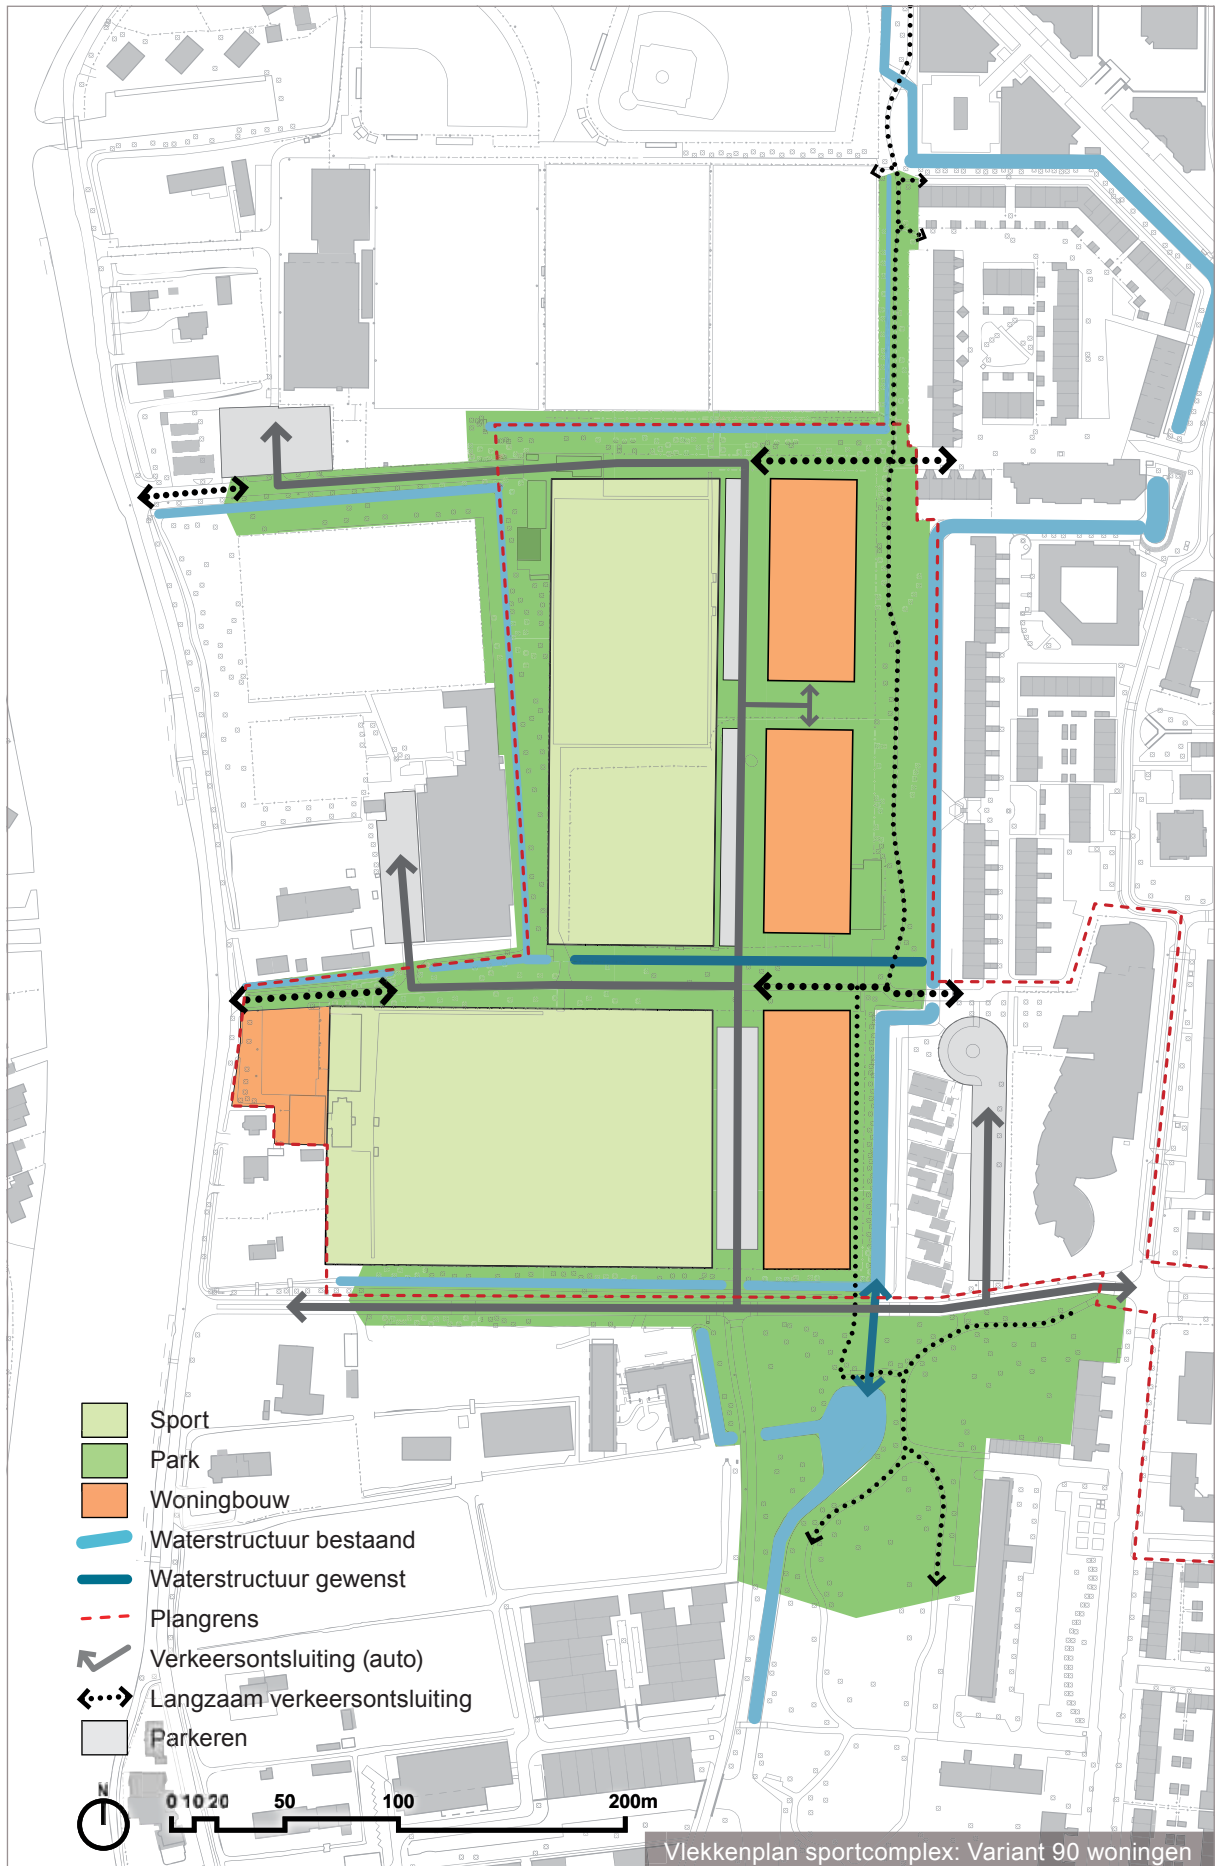 Sport
Park
Woningbouw
Waterstructuur bestaand
Waterstructuur gewenst
Plangrens
Verkeersontsluiting (auto)
Langzaam verkeersontsluiting
Parkeren
N
0 10 20 50 100 200m
Vlekkenplan sportcomplex: Variant 90 woningen